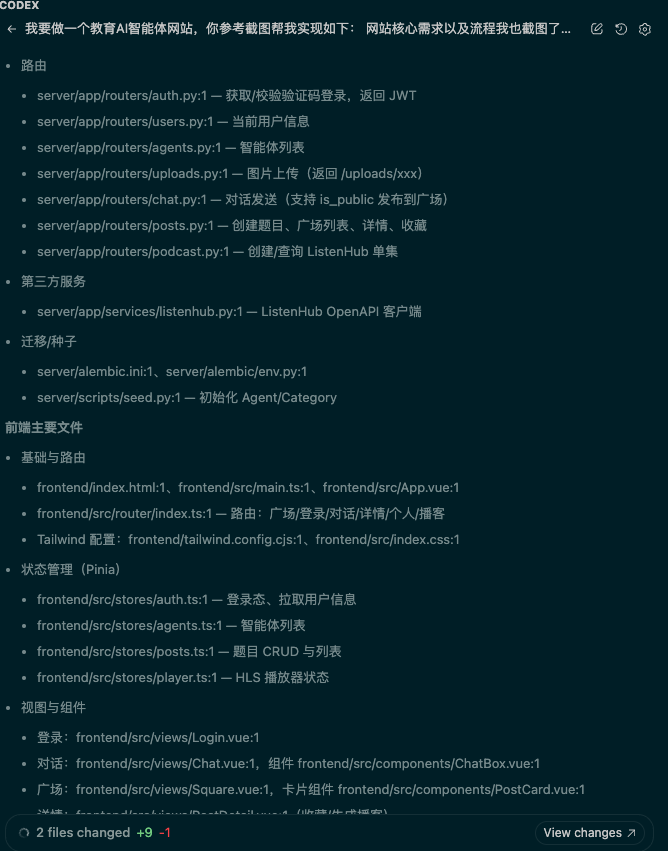 CODEX
← 我要做一个教育AI智能体网站，你参考截图帮我实现如下： 网站核心需求以及流程我也截图了...
• 路由
• server/app/routers/auth.py:1 — 获取/校验验证码登录，返回 JWT
• server/app/routers/users.py:1 — 当前用户信息
• server/app/routers/agents.py:1 — 智能体列表
• server/app/routers/uploads.py:1 — 图片上传（返回 /uploads/xxx）
• server/app/routers/chat.py:1 — 对话发送（支持 is_public 发布到广场）
• server/app/routers/posts.py:1 — 创建题目、广场列表、详情、收藏
• server/app/routers/podcast.py:1 — 创建/查询 ListenHub 单集
• 第三方服务
• server/app/services/listenhub.py:1 — ListenHub OpenAPI 客户端
• 迁移/种子
• server/alembic.ini:1、server/alembic/env.py:1
• server/scripts/seed.py:1 — 初始化 Agent/Category
前端主要文件
• 基础与路由
• frontend/index.html:1、frontend/src/main.ts:1、frontend/src/App.vue:1
• frontend/src/router/index.ts:1 — 路由：广场/登录/对话/详情/个人/播客
• Tailwind 配置：frontend/tailwind.config.cjs:1、frontend/src/index.css:1
• 状态管理（Pinia）
• frontend/src/stores/auth.ts:1 — 登录态、拉取用户信息
• frontend/src/stores/agents.ts:1 — 智能体列表
• frontend/src/stores/posts.ts:1 — 题目 CRUD 与列表
• frontend/src/stores/player.ts:1 — HLS 播放器状态
• 视图与组件
• 登录：frontend/src/views/Login.vue:1
• 对话：frontend/src/views/Chat.vue:1，组件 frontend/src/components/ChatBox.vue:1
• 广场：frontend/src/views/Square.vue:1，卡片组件 frontend/src/components/PostCard.vue:1
• 详情：frontend/src/views/PostDetail.vue:1（收藏/生成播客）
2 files changed +9 -1
View changes ↗